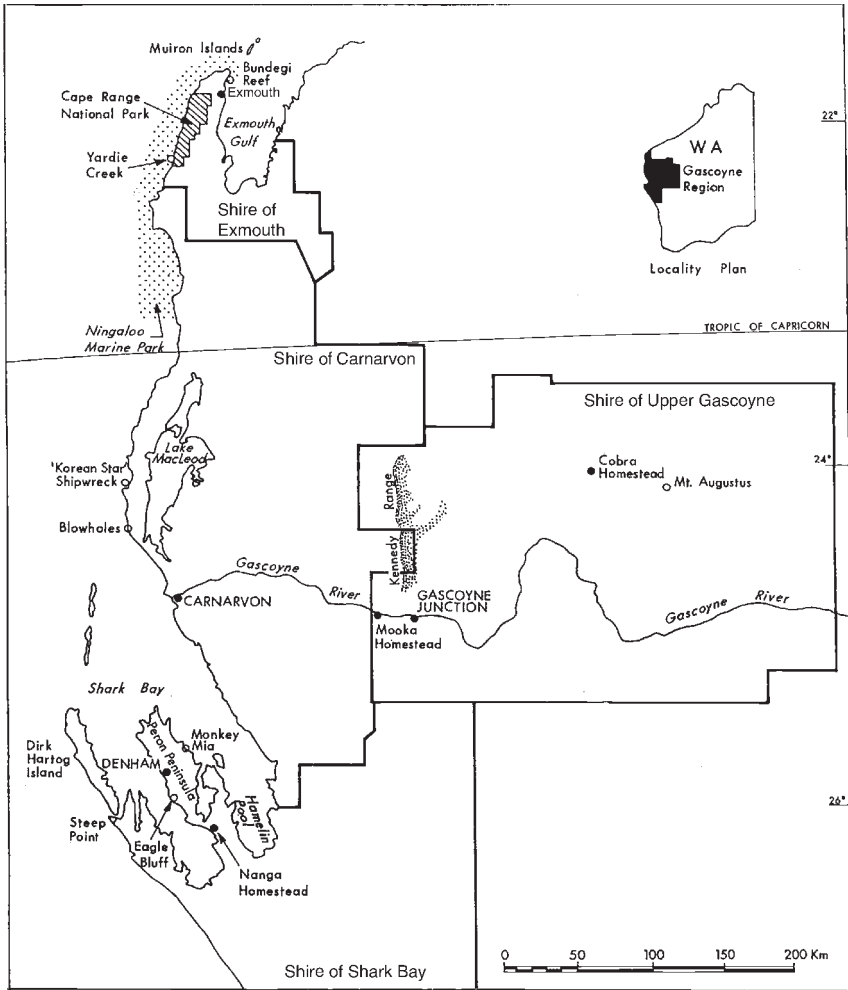 Muiron Islands
Bundegi
Reef
Exmouth
Cape Range
National Park
Exmouth
Gulf
22°
WA
Gascoyne
Region
Yardie
Creek
Shire of
Exmouth
Locality Plan
Ningaloo
Marine Park
TROPIC OF CAPRICORN
Shire of Carnarvon
Shire of Upper Gascoyne
Lake
MacLeod
'Korean Star'
Shipwreck
Range
Cobra
Homestead
24°
Mt. Augustus
Blowholes
Kennedy
Gascoyne
River
CARNARVON
GASCOYNE
JUNCTION
Gascoyne
River
Mooka
Homestead
Shark Bay
Dirk
Hartog
Island
Monkey
Mia
DENHAM
Peron Peninsula
Hamelin
Pool
26°
Steep
Point
Eagle
Bluff
Nanga
Homestead
0 50 100 150 200 Km
Shire of Shark Bay